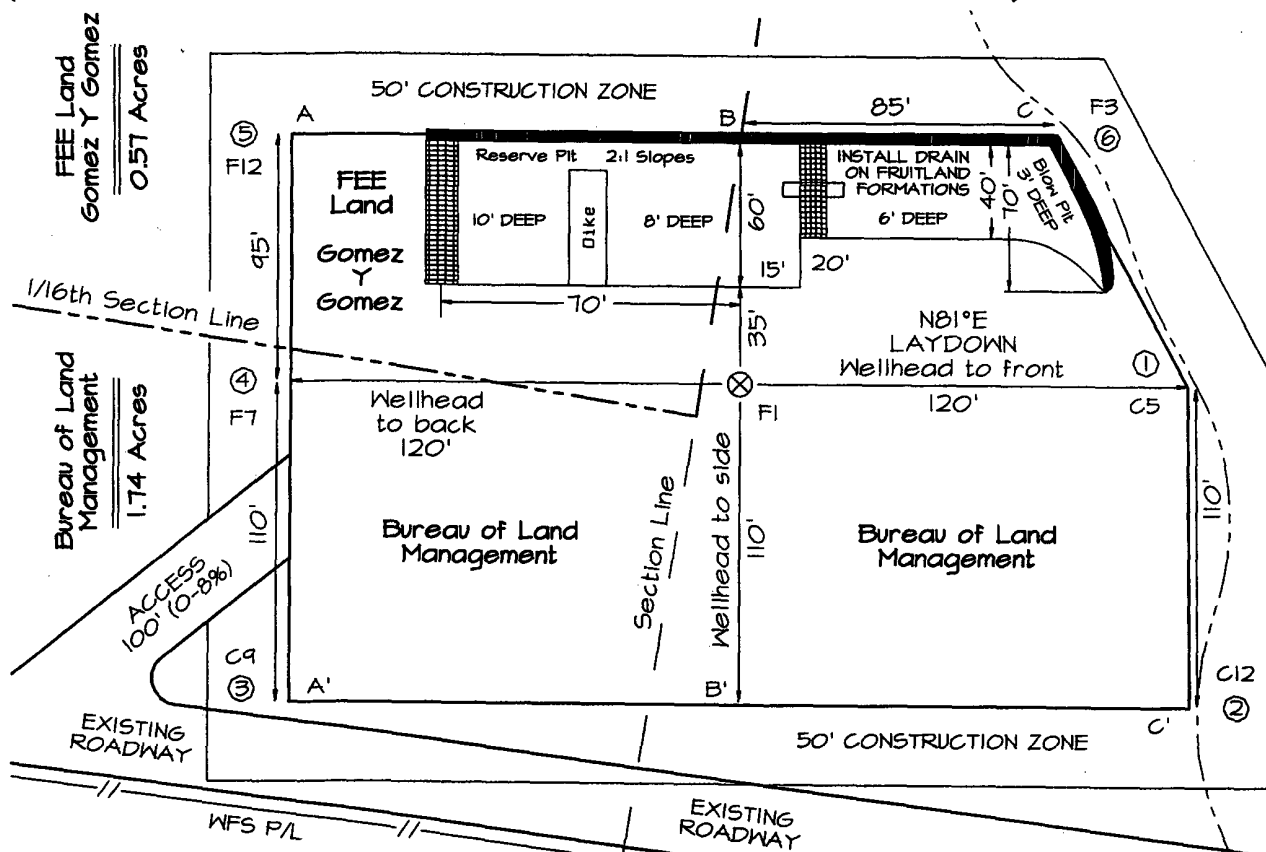 FEE Land
Gomez Y Gomez
0.57 Acres
50' CONSTRUCTION ZONE
A
B
85'
C
F3
⑤
⑥
F12
FEE
Land
Gomez
Y
Gomez
Reserve Pit 2:1 Slopes
10' DEEP
Dike
8' DEEP
60'
INSTALL DRAIN
ON FRUITLAND
FORMATIONS
6' DEEP
40'
70'
Blow Pit
3' DEEP
95'
15'
20'
1/16th Section Line
70'
35'
N81°E
LAYDOWN
Wellhead to front
①
④
F7
Wellhead
to back
120'
F1
120'
C5
Bureau of Land
Management
1.74 Acres
110'
Bureau of Land
Management
Section Line
Wellhead to side
110'
Bureau of Land
Management
110'
ACCESS
100' (0-8%)
C9
③
A'
B'
C'
C12
②
EXISTING
ROADWAY
50' CONSTRUCTION ZONE
WFS P/L
EXISTING
ROADWAY